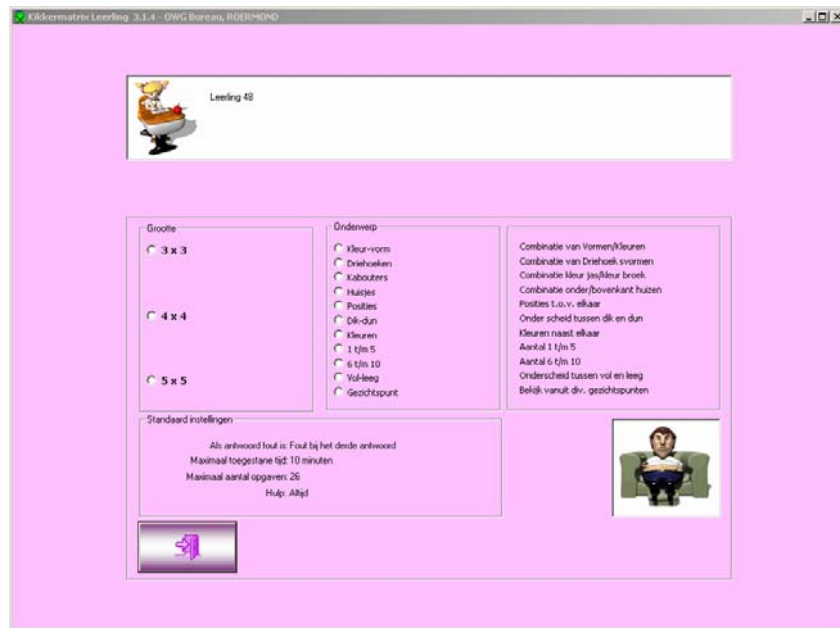 Kikkermatrix Leerling 3.1.4 - OWG Bureau, ROERMOND
Leerling 48
Grootte
3 x 3
4 x 4
5 x 5
Onderwerp
Kleur-vorm
Driehoeken
Kabouters
Huisjes
Posities
Dik-dun
Kleuren
1 t/m 5
6 t/m 10
Vol-leeg
Gezichtspunt
Combinatie van Vormen/Kleuren
Combinatie van Driehoek svormen
Combinatie kleur jas/kleur broek
Combinatie onder/bovenkant huizen
Posities t.o.v. elkaar
Onder scheid tussen dik en dun
Kleuren naast elkaar
Aantal 1 t/m 5
Aantal 6 t/m 10
Onderscheid tussen vol en leeg
Bekijk vanuit div. gezichtspunten
Standaard instellingen
Als antwoord fout is: Fout bij het derde antwoord
Maximaal toegestane tijd: 10 minuten
Maximaal aantal opgaven: 26
Hulp: Altijd